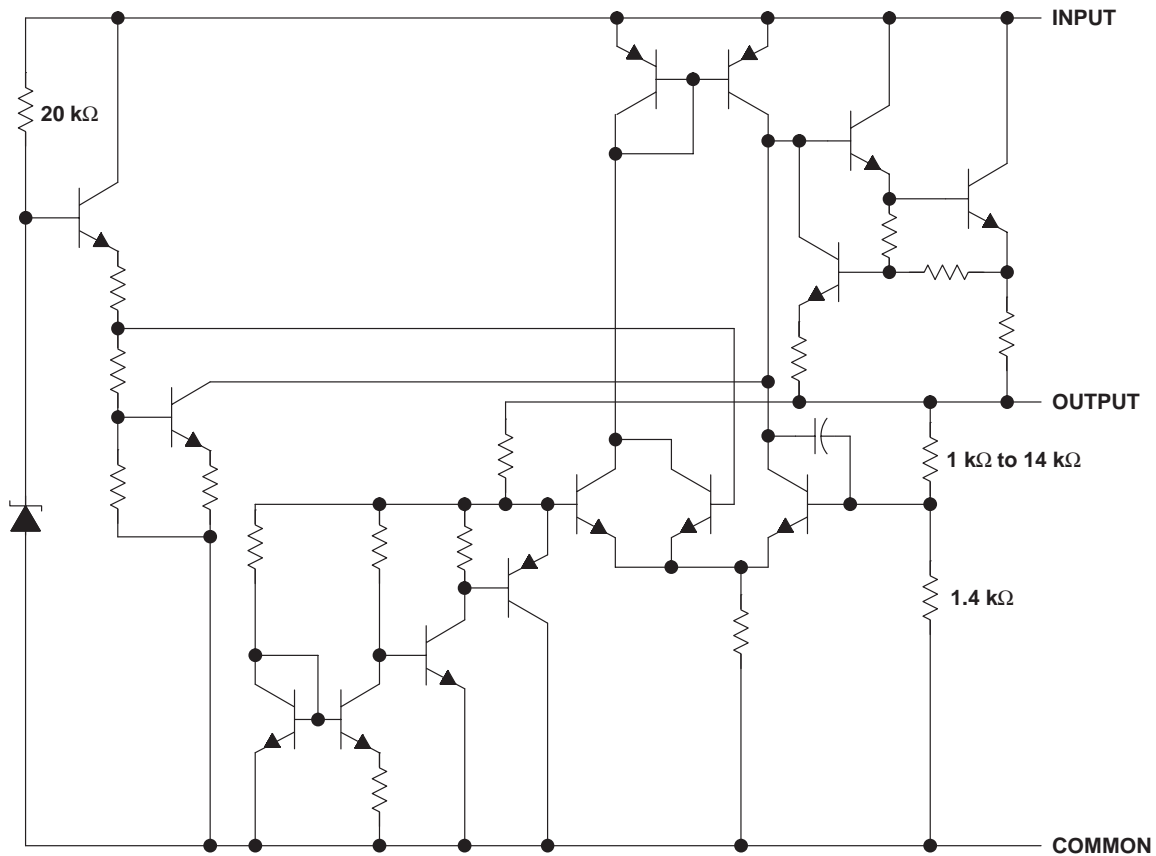 INPUT
20 kΩ
OUTPUT
1 kΩ to 14 kΩ
1.4 kΩ
COMMON